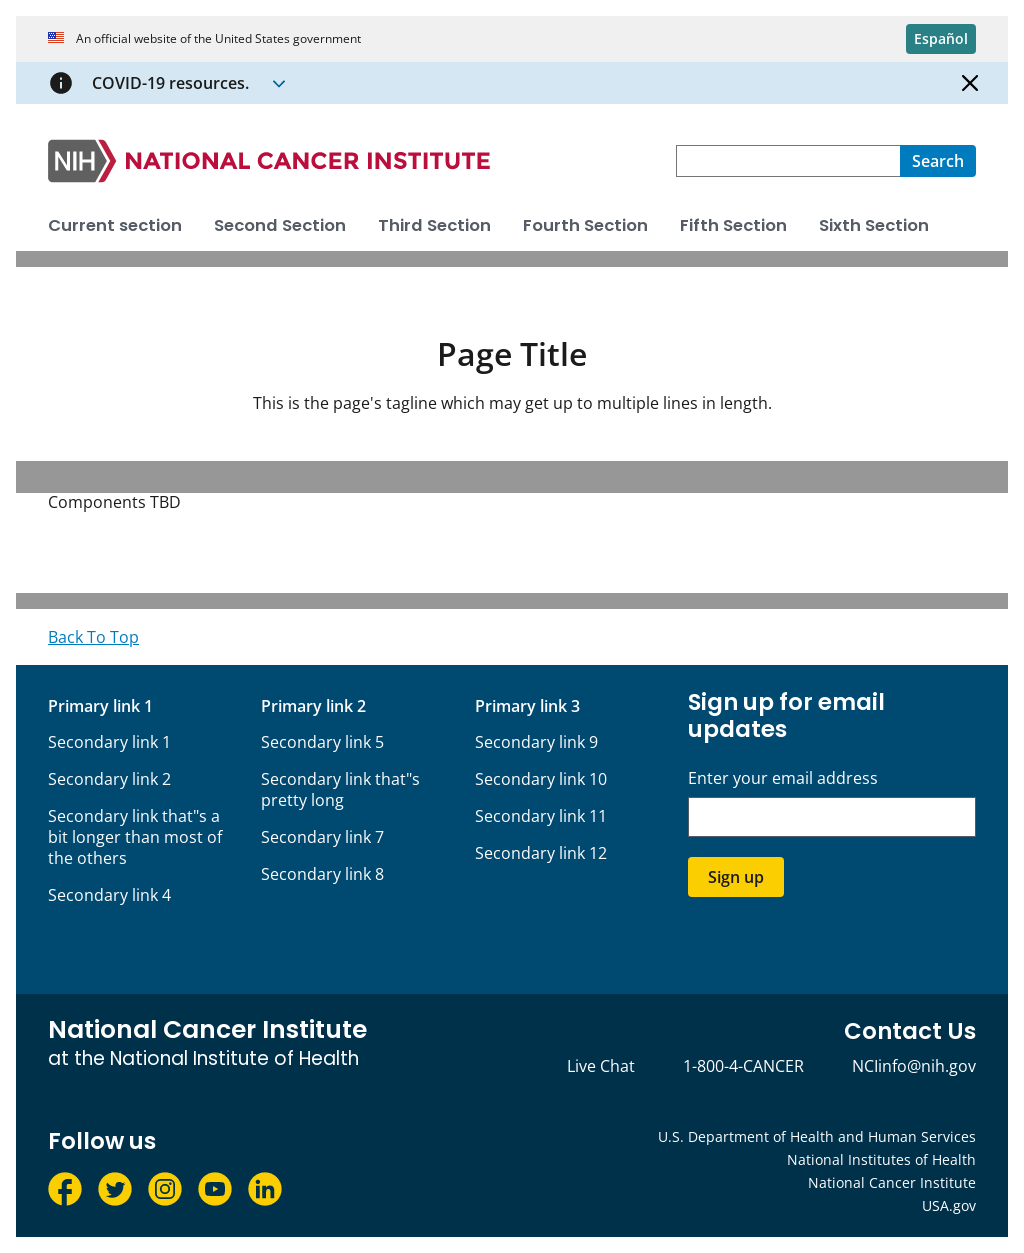 An official website of the United States government
Español
COVID-19 resources.
NIH NATIONAL CANCER INSTITUTE
Search
Current section Second Section Third Section Fourth Section Fifth Section Sixth Section
Page Title
This is the page's tagline which may get up to multiple lines in length.
Components TBD
Back To Top
Primary link 1
Secondary link 1
Secondary link 2
Secondary link that"s a
bit longer than most of
the others
Secondary link 4
Primary link 2
Secondary link 5
Secondary link that"s
pretty long
Secondary link 7
Secondary link 8
Primary link 3
Secondary link 9
Secondary link 10
Secondary link 11
Secondary link 12
Sign up for email
updates
Enter your email address
Sign up
National Cancer Institute
at the National Institute of Health
Contact Us
Live Chat 1-800-4-CANCER NCIinfo@nih.gov
Follow us
U.S. Department of Health and Human Services
National Institutes of Health
National Cancer Institute
USA.gov